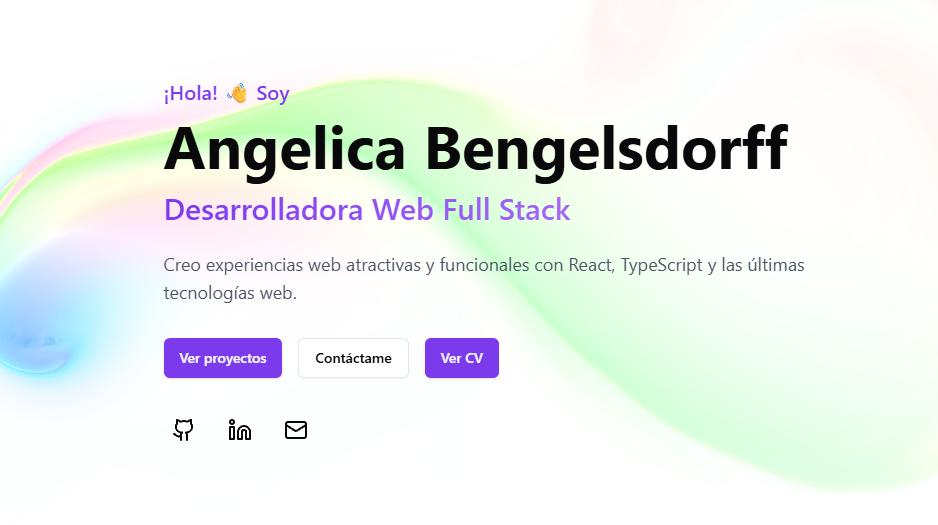 ¡Hola! 👋 Soy
Angelica Bengelsdorff
Desarrolladora Web Full Stack
Creo experiencias web atractivas y funcionales con React, TypeScript y las últimas
tecnologías web.
Ver proyectos
Contáctame
Ver CV